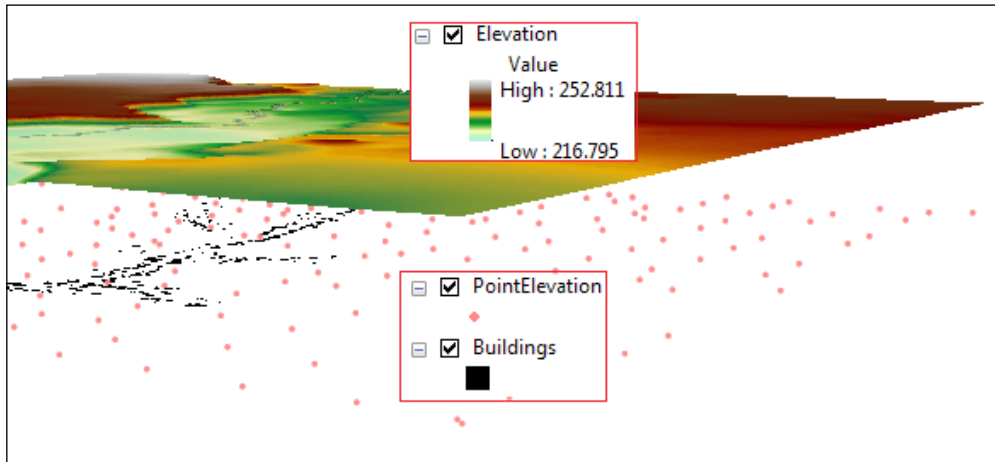 Elevation
Value
High : 252.811
Low : 216.795
PointElevation
Buildings